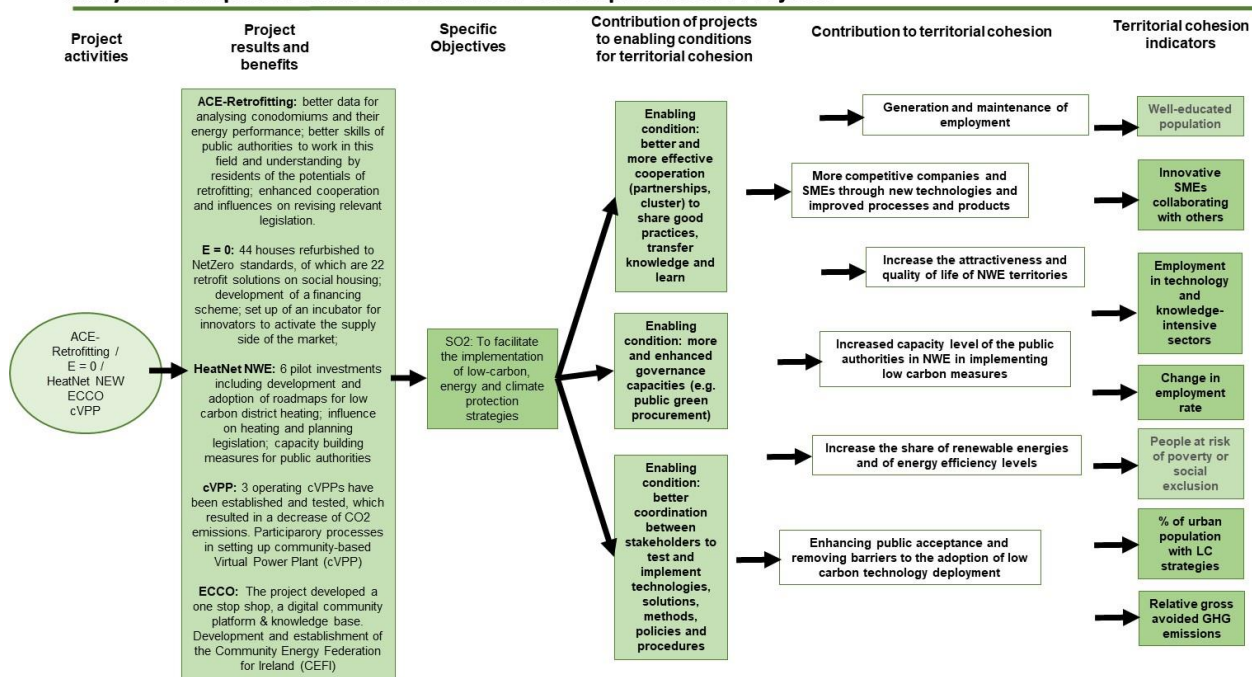 Project
activities
Project
results and
benefits
Specific
Objectives
Contribution of projects
to enabling conditions
for territorial cohesion
Contribution to territorial cohesion
Territorial cohesion
indicators
ACE-
Retrofitting /
E = 0 /
HeatNet NEW
ECCO
cVPP
ACE-Retrofitting: better data for
analysing conodomiums and their
energy performance; better skills of
public authorities to work in this
field and understanding by
residents of the potentials of
retrofitting; enhanced cooperation
and influences on revising relevant
legislation.
E = 0: 44 houses refurbished to
NetZero standards, of which are 22
retrofit solutions on social housing;
development of a financing
scheme; set up of an incubator for
innovators to activate the supply
side of the market;
HeatNet NWE: 6 pilot investments
including development and
adoption of roadmaps for low
carbon district heating; influence
on heating and planning
legislation; capacity building
measures for public authorities
cVPP: 3 operating cVPPs have
been established and tested, which
resulted in a decrease of CO2
emissions. Participarory processes
in setting up community-based
Virtual Power Plant (cVPP)
ECCO: The project developed a
one stop shop, a digital community
platform & knowledge base.
Development and establishment of
the Community Energy Federation
for Ireland (CEFI)
SO2: To facilitate
the implementation
of low-carbon,
energy and climate
protection
strategies
Enabling
condition:
better and
more effective
cooperation
(partnerships,
cluster) to
share good
practices,
transfer
knowledge and
learn
Enabling
condition: more
and enhanced
governance
capacities (e.g.
public green
procurement)
Enabling
condition:
better
coordination
between
stakeholders to
test and
implement
technologies,
solutions,
methods,
policies and
procedures
Generation and maintenance of
employment
More competitive companies and
SMEs through new technologies and
improved processes and products
Increase the attractiveness and
quality of life of NWE territories
Increased capacity level of the public
authorities in NWE in implementing
low carbon measures
Increase the share of renewable energies
and of energy efficiency levels
Enhancing public acceptance and
removing barriers to the adoption of low
carbon technology deployment
Well-educated
population
Innovative
SMEs
collaborating
with others
Employment
in technology
and
knowledge-
intensive
sectors
Change in
employment
rate
People at risk
of poverty or
social
exclusion
% of urban
population
with LC
strategies
Relative gross
avoided GHG
emissions